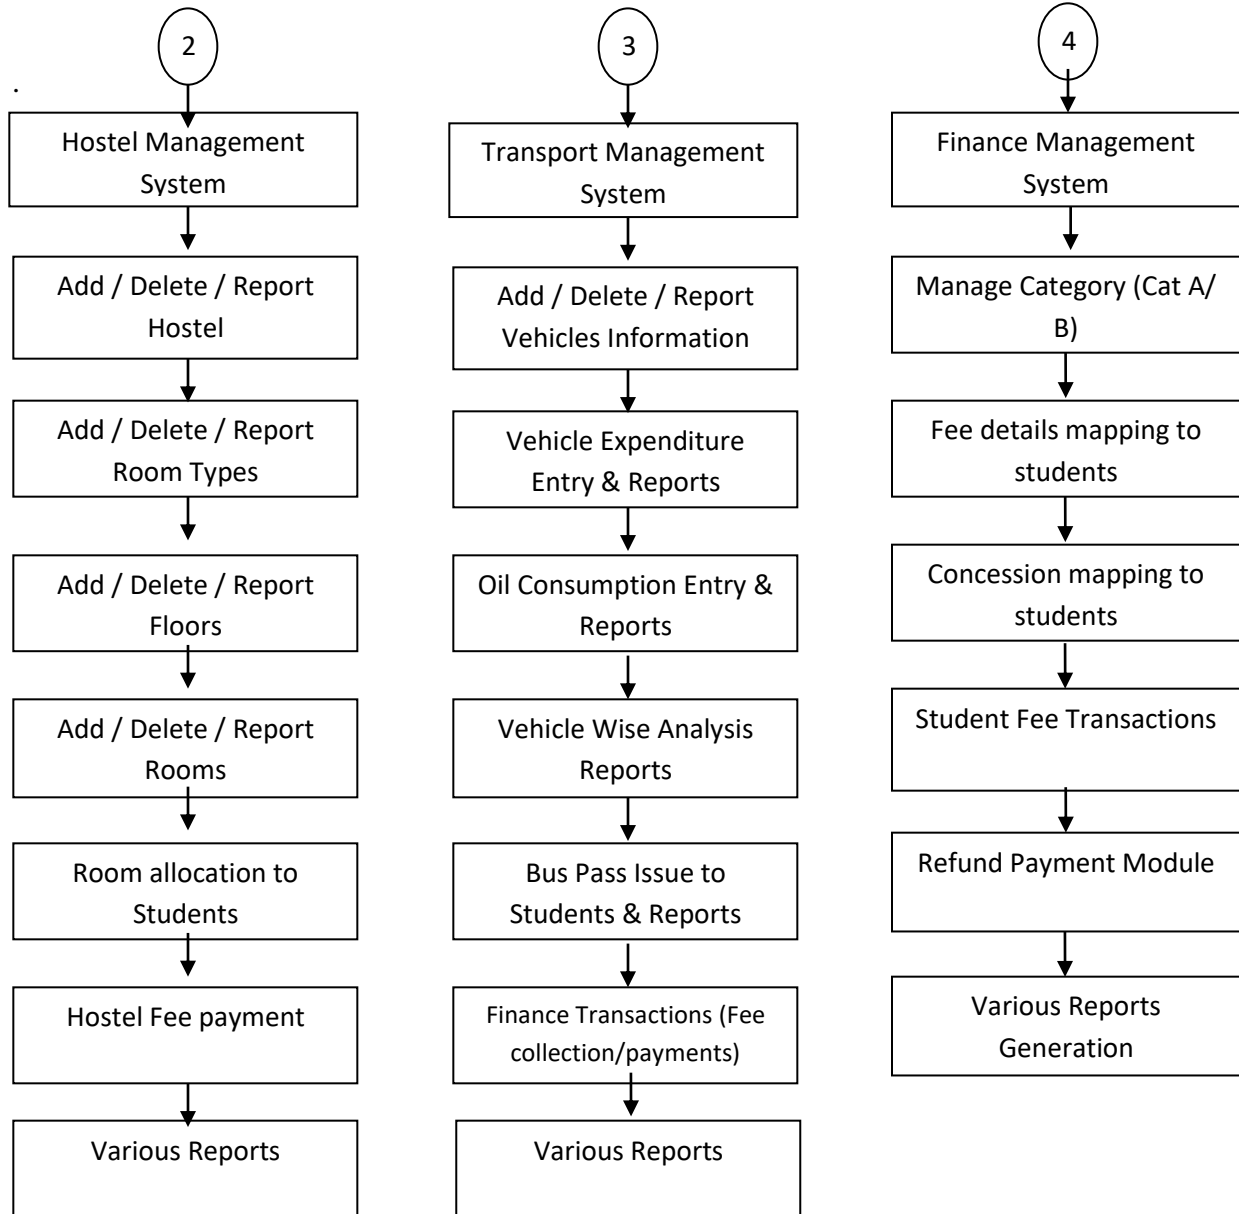 2
.
Hostel Management
System
Add / Delete / Report
Hostel
Add / Delete / Report
Room Types
Add / Delete / Report
Floors
Add / Delete / Report
Rooms
Room allocation to
Students
Hostel Fee payment
Various Reports
3
Transport Management
System
Add / Delete / Report
Vehicles Information
Vehicle Expenditure
Entry & Reports
Oil Consumption Entry &
Reports
Vehicle Wise Analysis
Reports
Bus Pass Issue to
Students & Reports
Finance Transactions (Fee
collection/payments)
Various Reports
4
Finance Management
System
Manage Category (Cat A/
B)
Fee details mapping to
students
Concession mapping to
students
Student Fee Transactions
Refund Payment Module
Various Reports
Generation